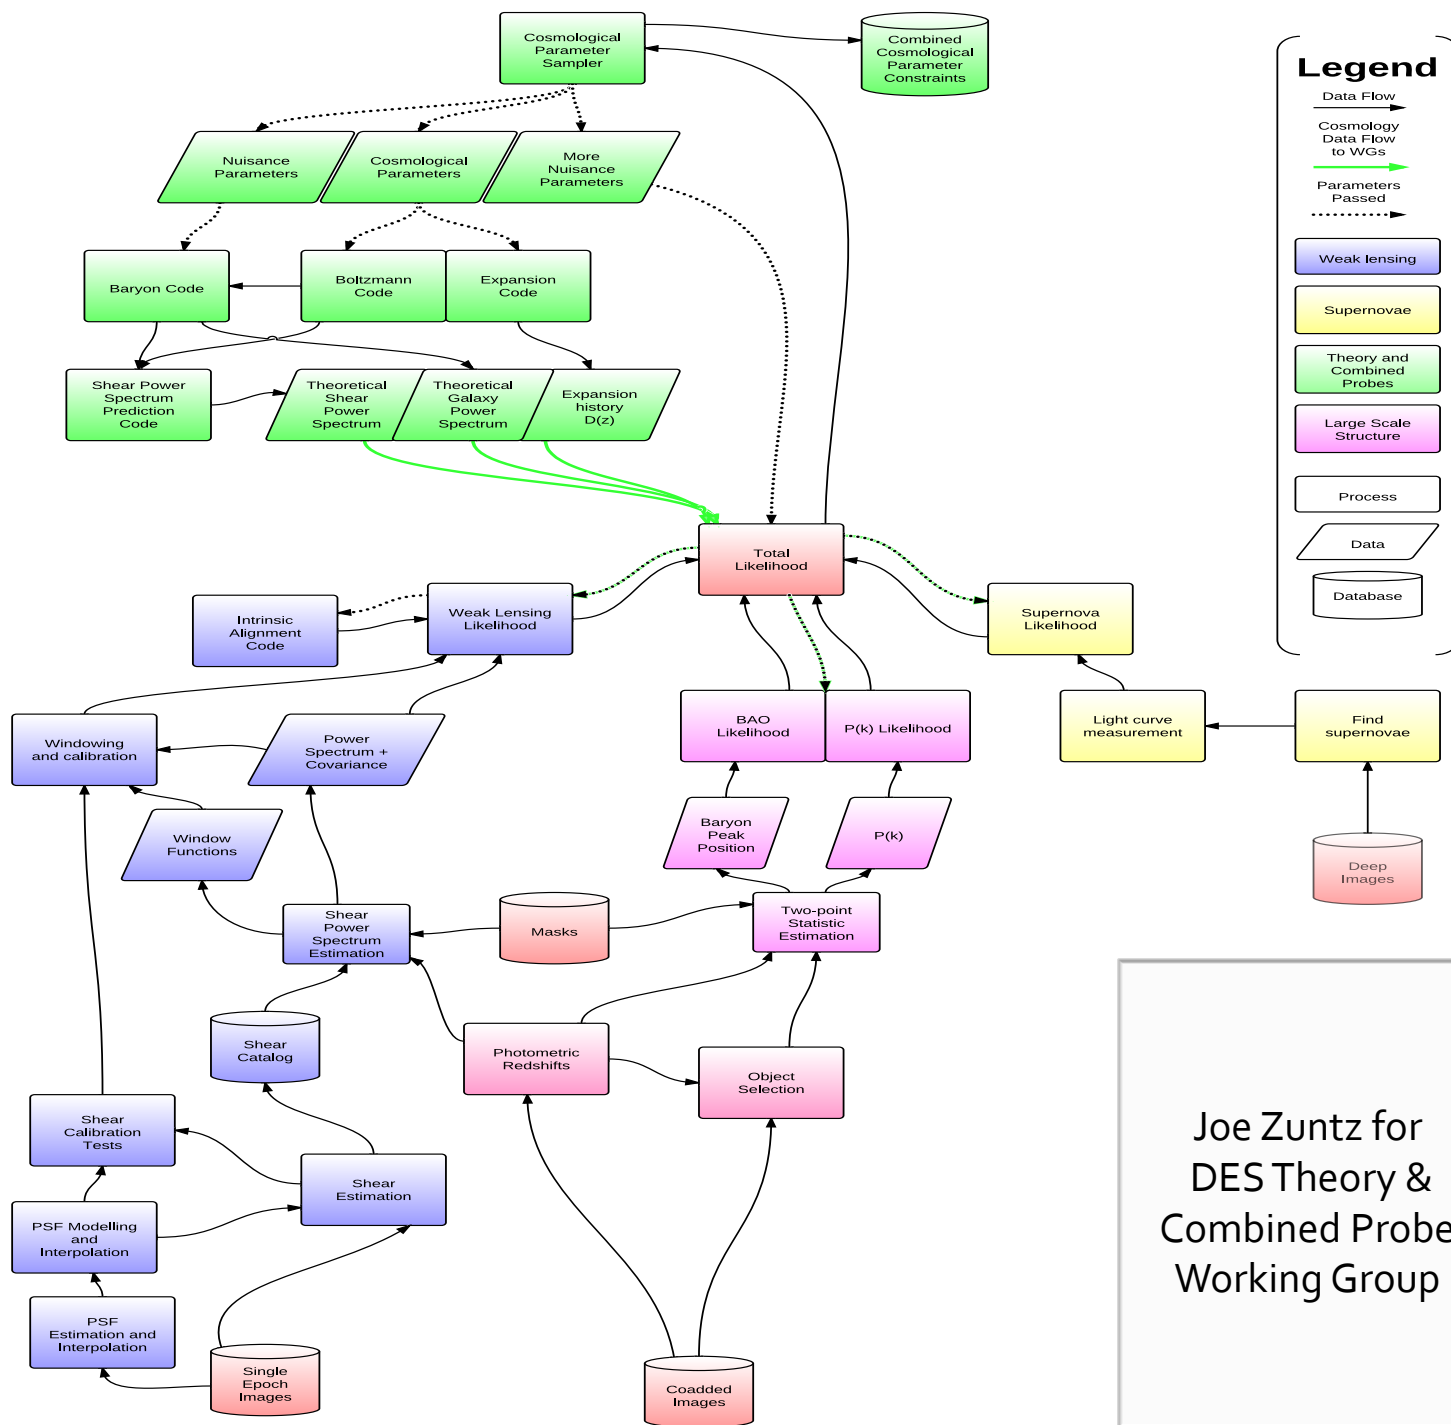 Cosmological
Parameter
Sampler
Combined
Cosmological
Parameter
Constraints
Nuisance
Parameters
Cosmological
Parameters
More
Nuisance
Parameters
Baryon Code
Boltzmann
Code
Expansion
Code
Shear Power
Spectrum
Prediction
Code
Theoretical
Shear
Power
Spectrum
Theoretical
Galaxy
Power
Spectrum
Expansion
history
D(z)
Total
Likelihood
Intrinsic
Alignment
Code
Weak Lensing
Likelihood
Supernova
Likelihood
Windowing
and calibration
Power
Spectrum +
Covariance
BAO
Likelihood
P(k) Likelihood
Light curve
measurement
Find
supernovae
Window
Functions
Baryon
Peak
Position
P(k)
Deep
Images
Shear
Power
Spectrum
Estimation
Masks
Two-point
Statistic
Estimation
Shear
Catalog
Photometric
Redshifts
Object
Selection
Shear
Calibration
Tests
Shear
Estimation
PSF Modelling
and
Interpolation
PSF
Estimation and
Interpolation
Single
Epoch
Images
Coadded
Images
Legend
Data Flow
Cosmology
Data Flow
to WGs
Parameters
Passed
Weak lensing
Supernovae
Theory and
Combined
Probes
Large Scale
Structure
Process
Data
Database
Joe Zuntz for
DES Theory &
Combined Probe
Working Group